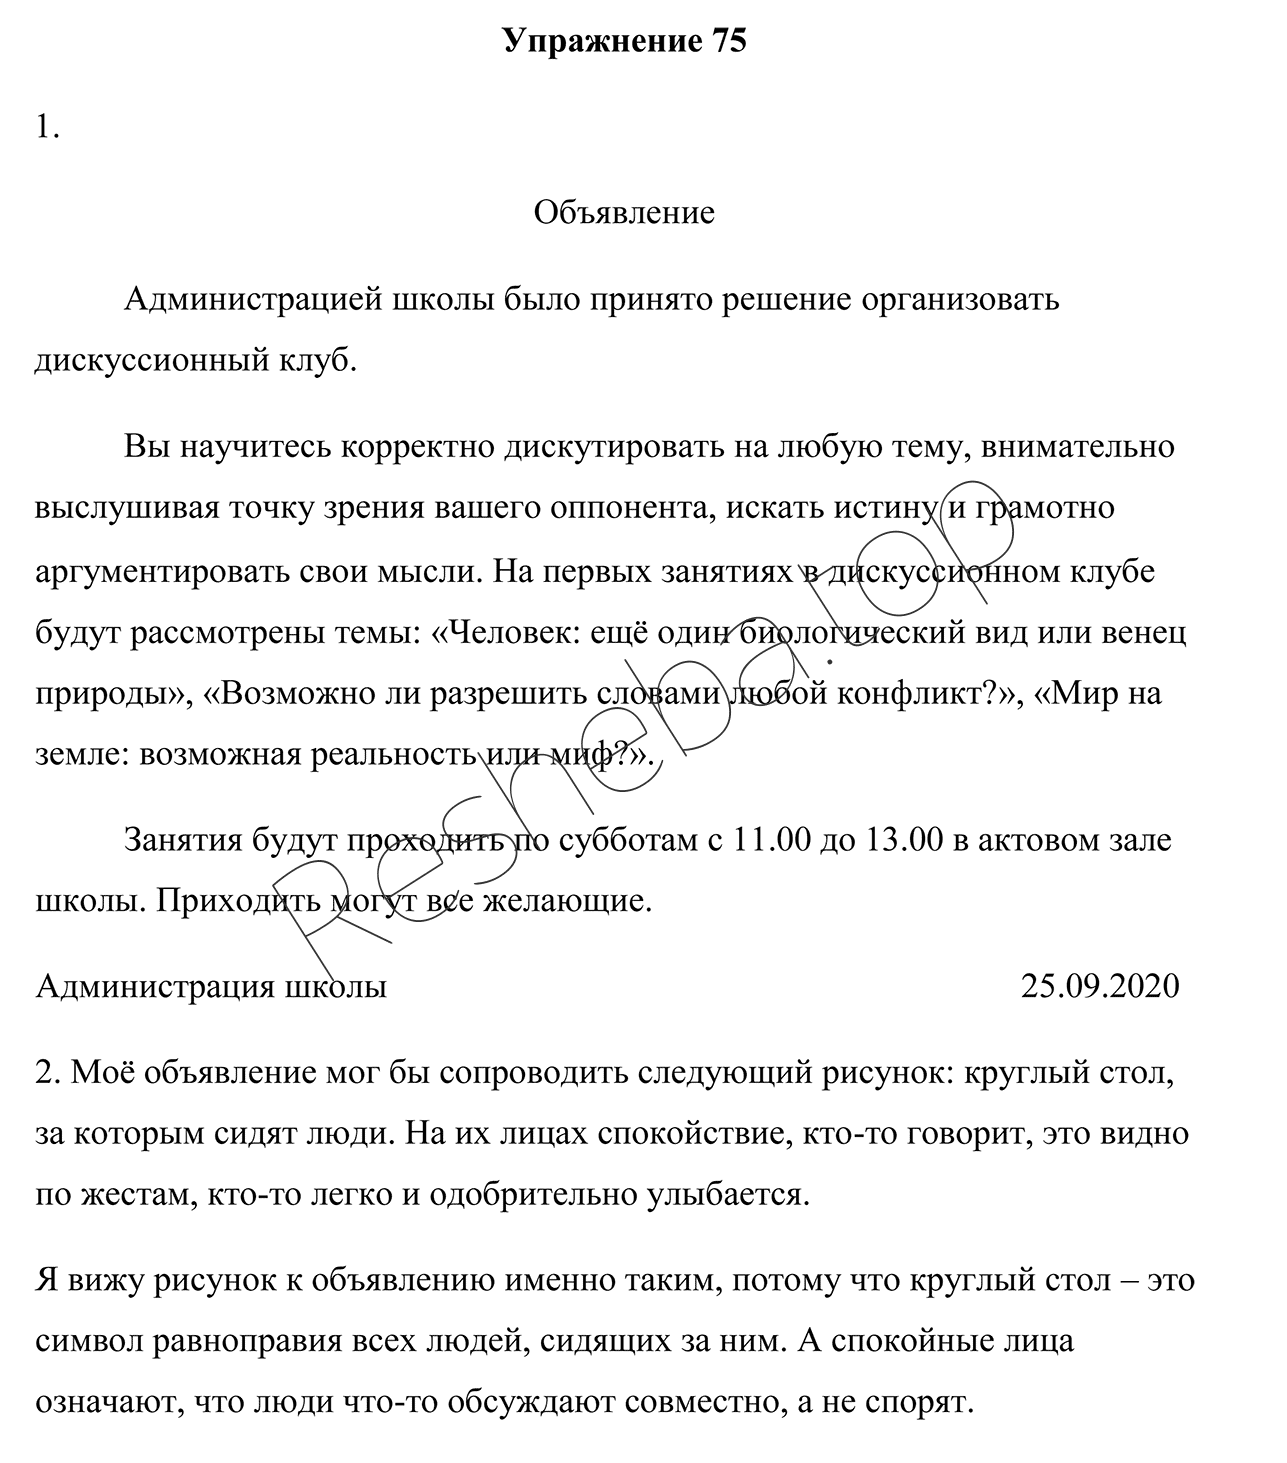 Упражнение 75
1.
Объявление
Администрацией школы было принято решение организовать
дискуссионный клуб.
Вы научитесь корректно дискутировать на любую тему, внимательно
выслушивая точку зрения вашего оппонента, искать истину и грамотно
аргументировать свои мысли. На первых занятиях в дискуссионном клубе
будут рассмотрены темы: «Человек: ещё один биологический вид или венец
природы», «Возможно ли разрешить словами любой конфликт?», «Мир на
земле: возможная реальность или миф?».
Занятия будут проходить по субботам с 11.00 до 13.00 в актовом зале
школы. Приходить могут все желающие.
Администрация школы 25.09.2020
2. Моё объявление мог бы сопроводить следующий рисунок: круглый стол,
за которым сидят люди. На их лицах спокойствие, кто-то говорит, это видно
по жестам, кто-то легко и одобрительно улыбается.
Я вижу рисунок к объявлению именно таким, потому что круглый стол – это
символ равноправия всех людей, сидящих за ним. А спокойные лица
означают, что люди что-то обсуждают совместно, а не спорят.
Resheba.top